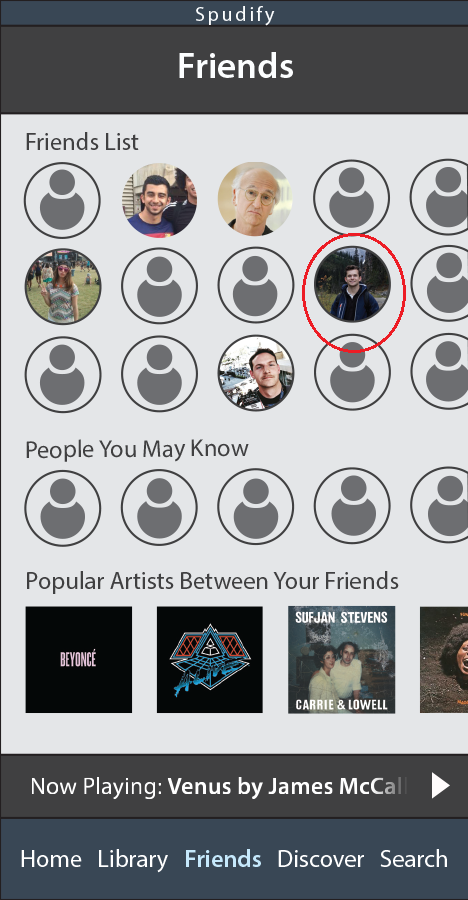 Spudify
Friends
Friends List
People You May Know
Popular Artists Between Your Friends
BEYONCÉ
SUFJAN STEVENS
CARRIE & LOWELL
Now Playing: Venus by James McCall
Home Library Friends Discover Search